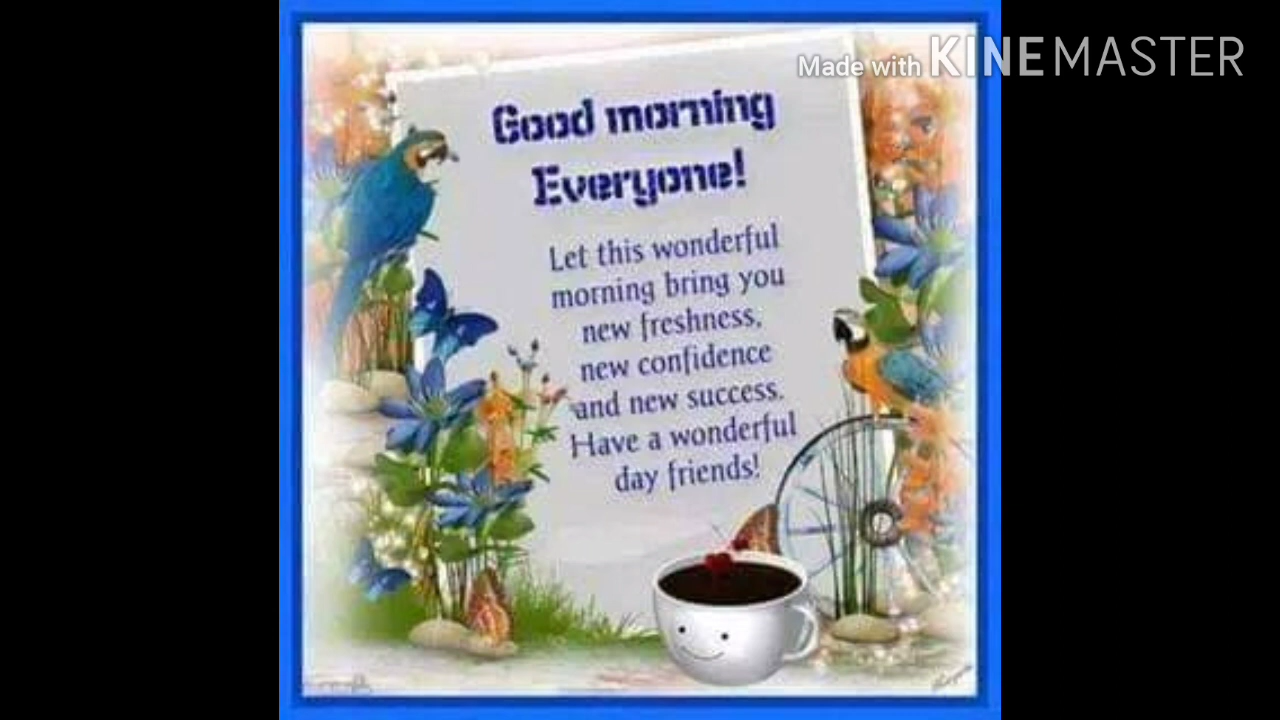 Made with KINEMASTER
Good morning
Everyone!
Let this wonderful
morning bring you
new freshness,
new confidence
and new success.
Have a wonderful
day friends!